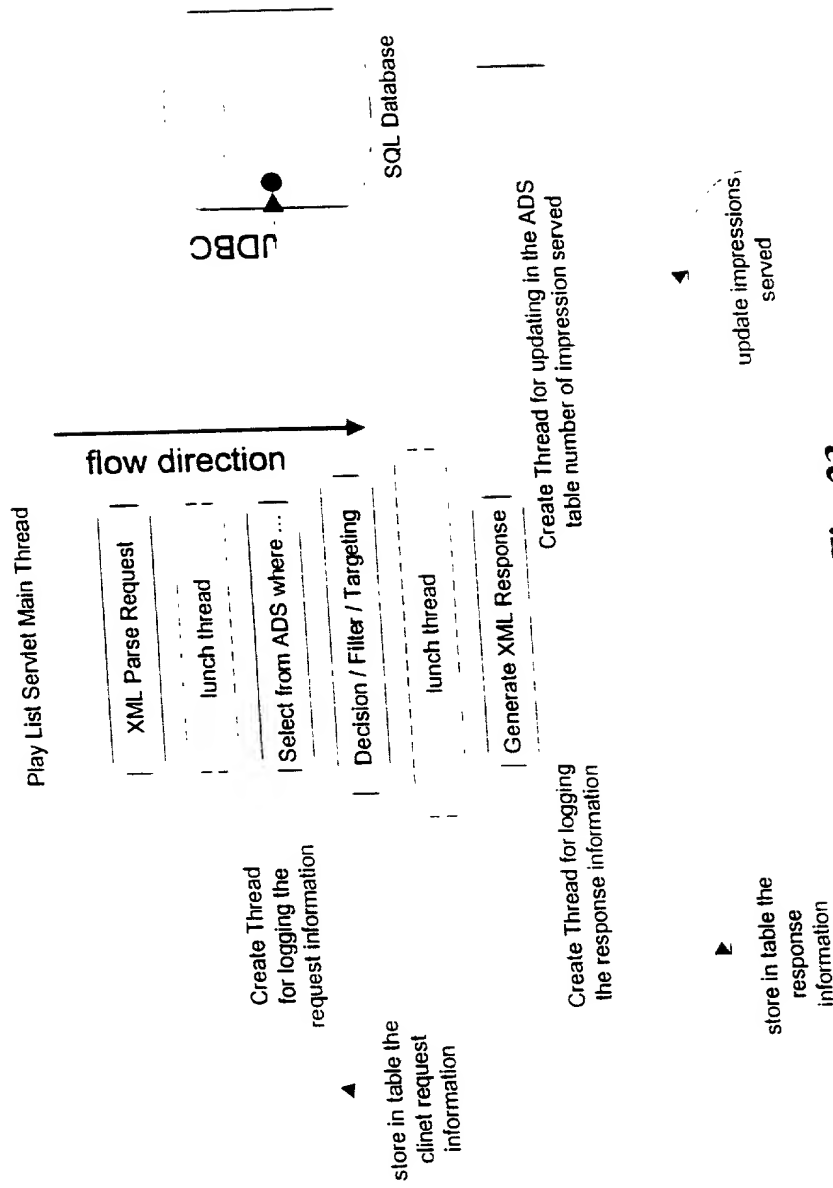 Play List Servlet Main Thread
XML Parse Request
flow direction
lunch thread
Select from ADS where ...
Decision / Filter / Targeting
lunch thread
Generate XML Response
JDBC
SQL Database
Create Thread
for logging the
request information
store in table the
clinet request
information
Create Thread for logging
the response information
store in table the
response
information
Create Thread for updating in the ADS
table number of impression served
update impressions
served